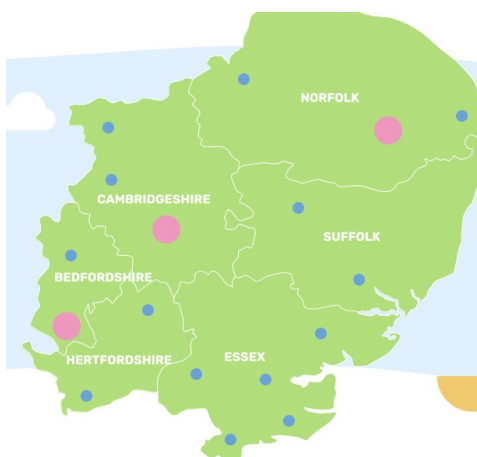 NORFOLK
CAMBRIDGESHIRE
SUFFOLK
BEDFORDSHIRE
HERTFORDSHIRE
ESSEX